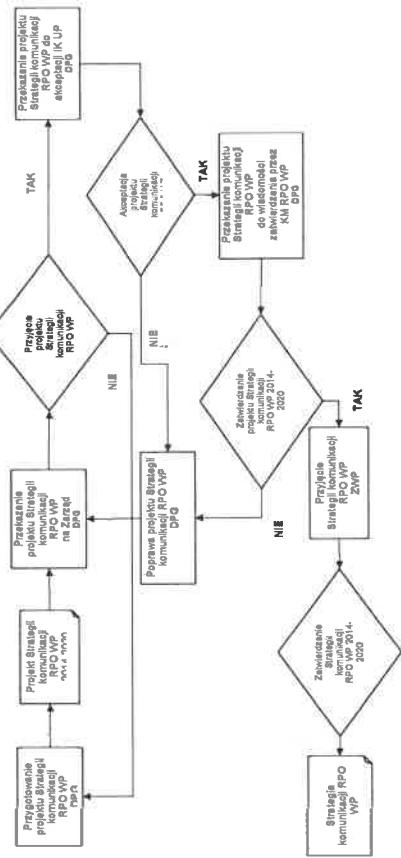 Przygotowanie
projektu Strategii
komunikacji
RPO WP
DPG
Projekt Strategii
komunikacji
RPO WP
2014-2020
Przekazanie
projektu Strategii
komunikacji
RPO WP
na Zarząd
DPG
Przyjęcie
projektu
Strategii
komunikacji
RPO WP
TAK
NIE
Przekazanie projektu
Strategii komunikacji
RPO WP do
akceptacji IK UP
DPG
Akceptacja
projektu
Strategii
komunikacji
TAK
NIE
Poprawa projektu Strategii
komunikacji RPO WP
DPG
Przekazanie projektu
Strategii komunikacji
RPO WP
do wiadomości
zatwierdzenia przez
KM RPO WP
DPG
Zatwierdzenie
projektu Strategii
komunikacji
RPO WP 2014-
2020
NIE
TAK
Przyjęcie
Strategii komunikacji
RPO WP
ZWP
Zatwierdzenie
Strategii
komunikacji
RPO WP 2014-
2020
Strategia
komunikacji RPO
WP